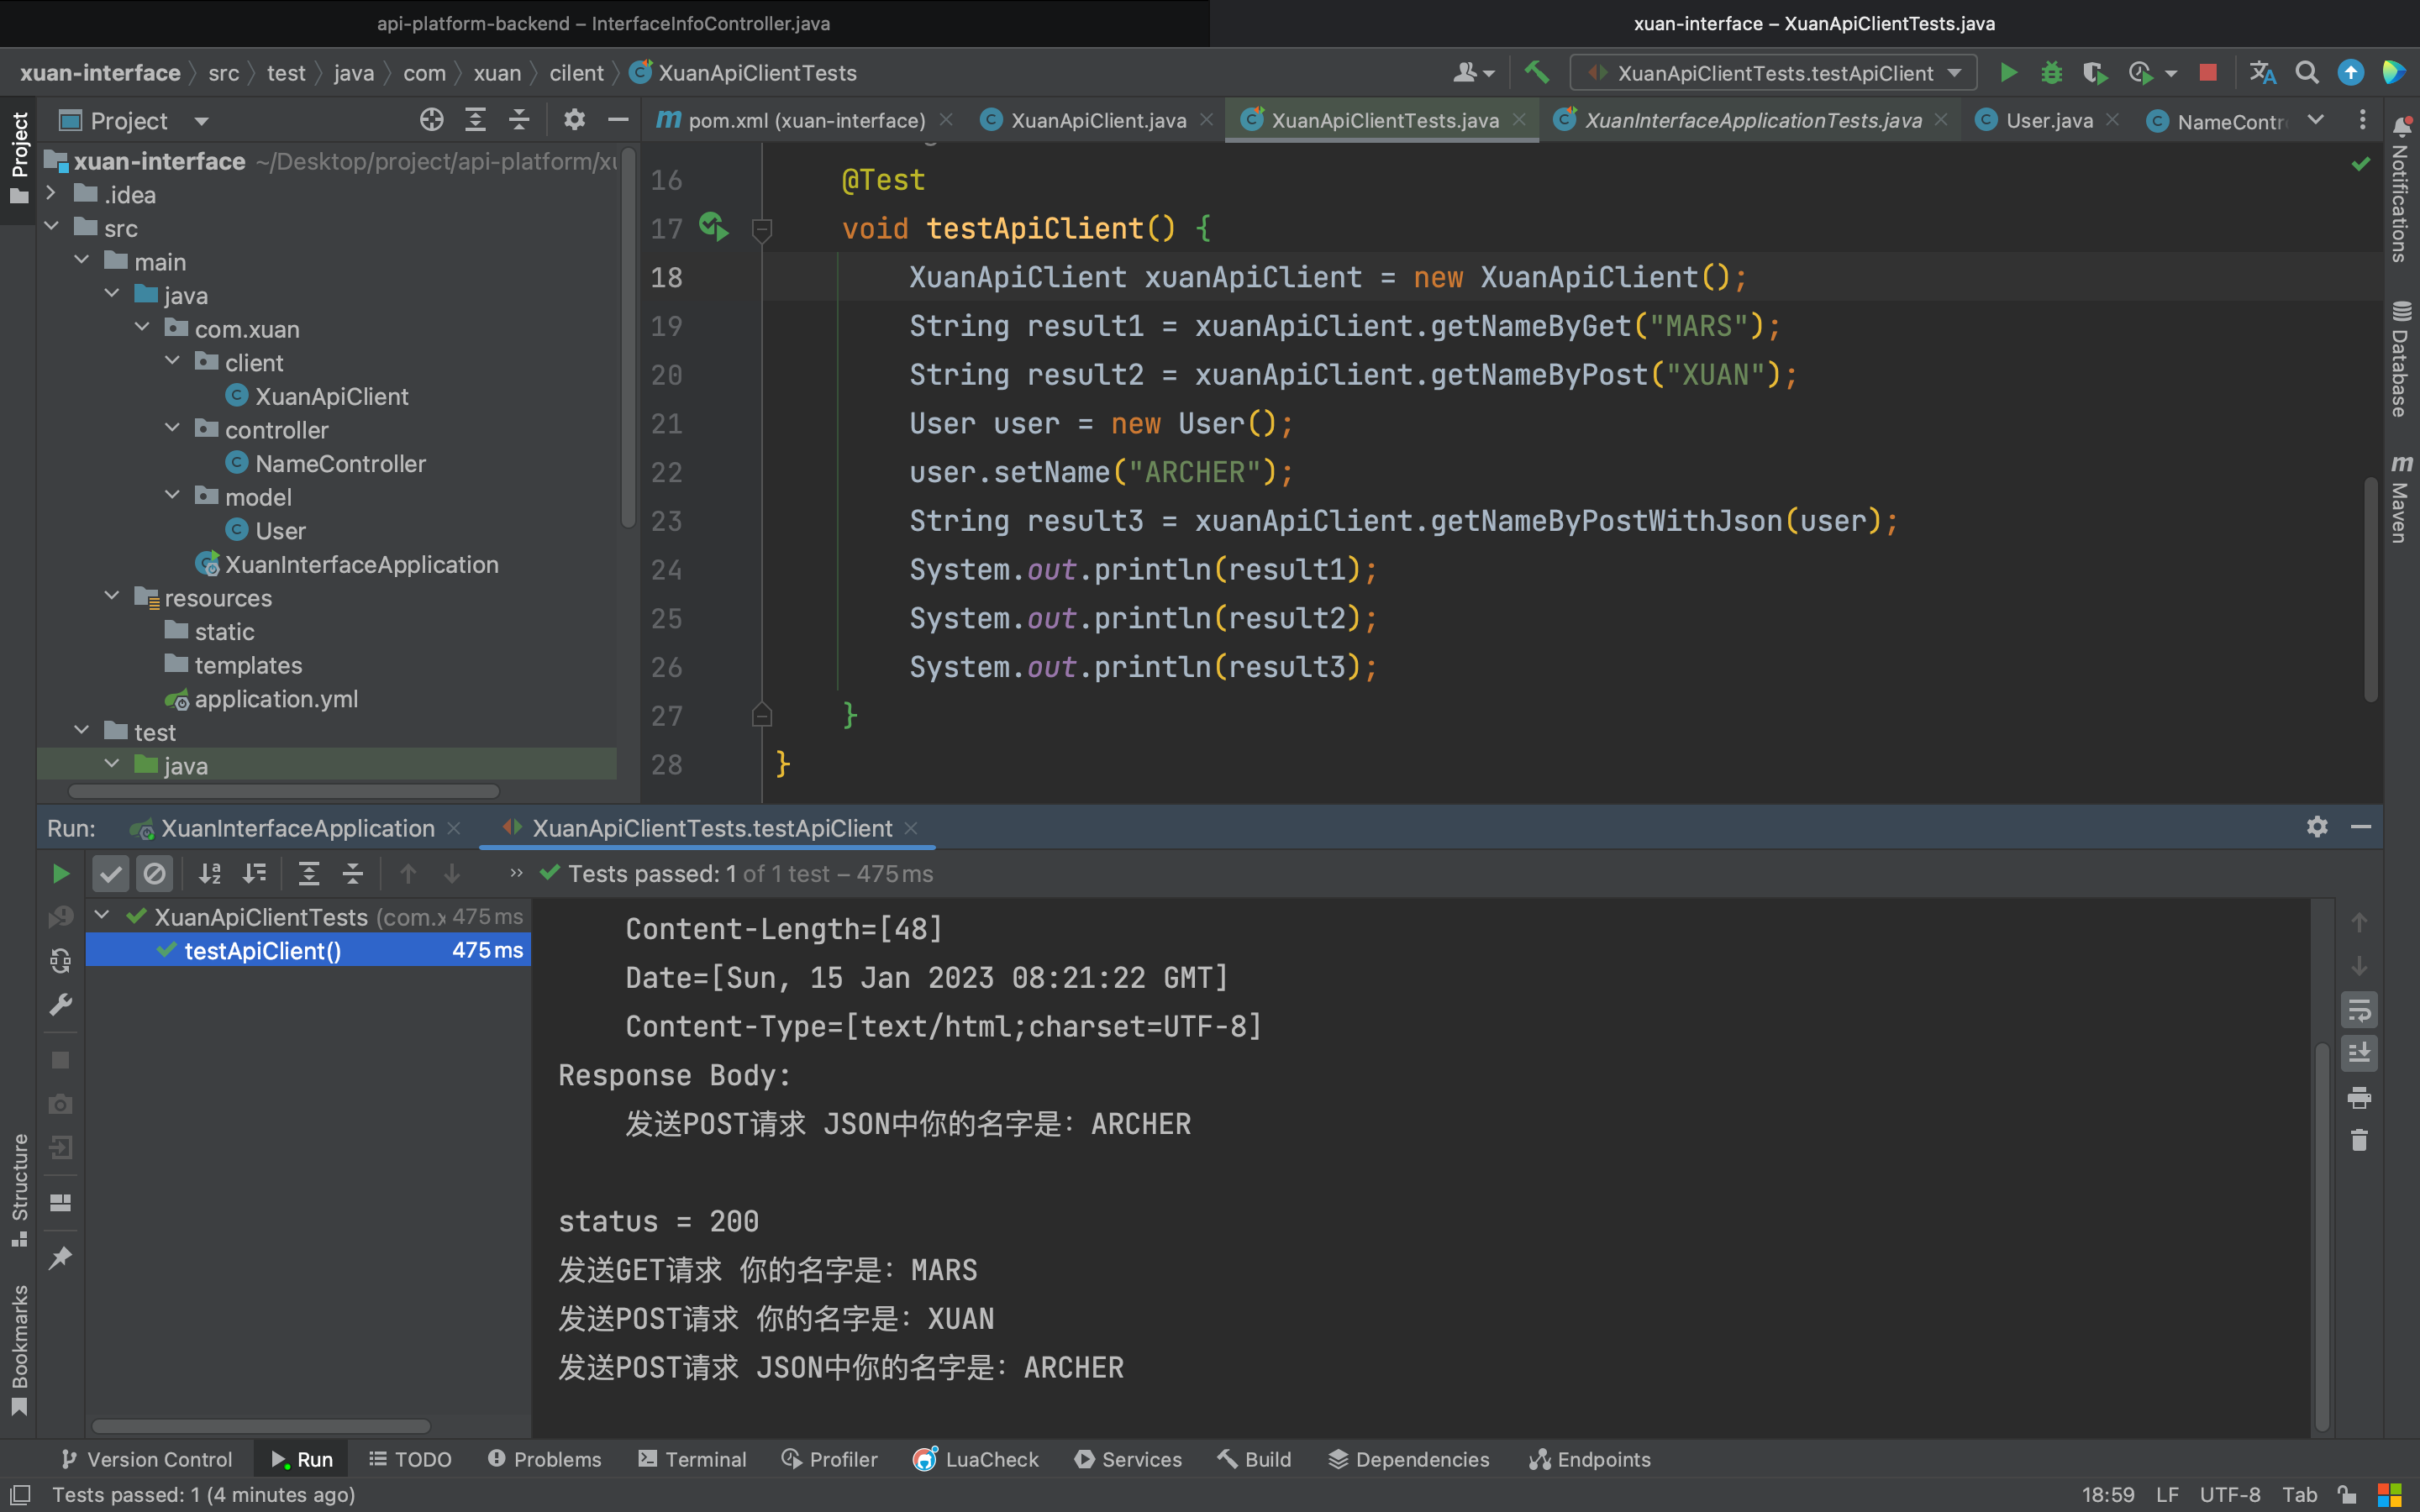 api-platform-backend – InterfaceInfoController.java
xuan-interface – XuanApiClientTests.java
xuan-interface src test java com xuan cilent XuanApiClientTests
XuanApiClientTests.testApiClient
Project
pom.xml (xuan-interface)
XuanApiClient.java
XuanApiClientTests.java
XuanInterfaceApplicationTests.java
User.java
NameContr
Project
Structure
Bookmarks
Notifications
Database
Maven
xuan-interface ~/Desktop/project/api-platform/xu
.idea
src
main
java
com.xuan
client
XuanApiClient
controller
NameController
model
User
XuanInterfaceApplication
resources
static
templates
application.yml
test
java
16 @Test
17 void testApiClient() {
18 XuanApiClient xuanApiClient = new XuanApiClient();
19 String result1 = xuanApiClient.getNameByGet("MARS");
20 String result2 = xuanApiClient.getNameByPost("XUAN");
21 User user = new User();
22 user.setName("ARCHER");
23 String result3 = xuanApiClient.getNameByPostWithJson(user);
24 System.out.println(result1);
25 System.out.println(result2);
26 System.out.println(result3);
27 }
28 }
Run: XuanInterfaceApplication XuanApiClientTests.testApiClient
Tests passed: 1 of 1 test – 475 ms
XuanApiClientTests (com.x 475 ms
testApiClient() 475 ms
Content-Length=[48]
Date=[Sun, 15 Jan 2023 08:21:22 GMT]
Content-Type=[text/html;charset=UTF-8]
Response Body:
发送POST请求 JSON中你的名字是：ARCHER
status = 200
发送GET请求 你的名字是：MARS
发送POST请求 你的名字是：XUAN
发送POST请求 JSON中你的名字是：ARCHER
Version Control Run TODO Problems Terminal Profiler LuaCheck Services Build Dependencies Endpoints
Tests passed: 1 (4 minutes ago)
18:59 LF UTF-8 Tab